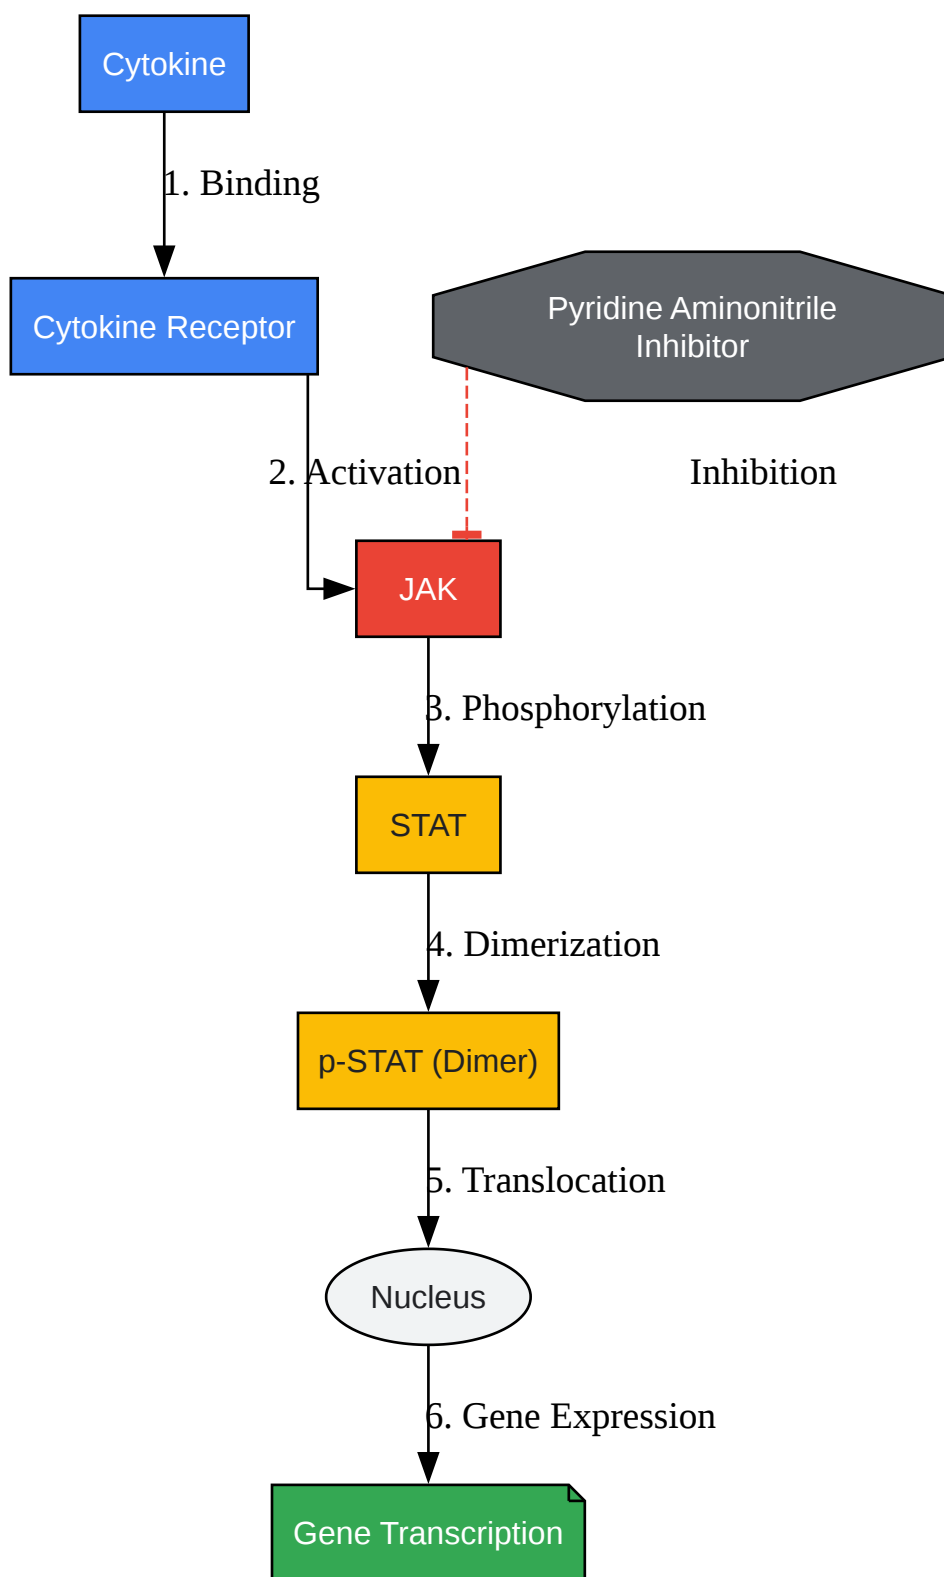 Cytokine
1. Binding
Cytokine Receptor
Pyridine Aminonitrile
Inhibitor
2. Activation
Inhibition
JAK
3. Phosphorylation
STAT
4. Dimerization
p-STAT (Dimer)
5. Translocation
Nucleus
6. Gene Expression
Gene Transcription